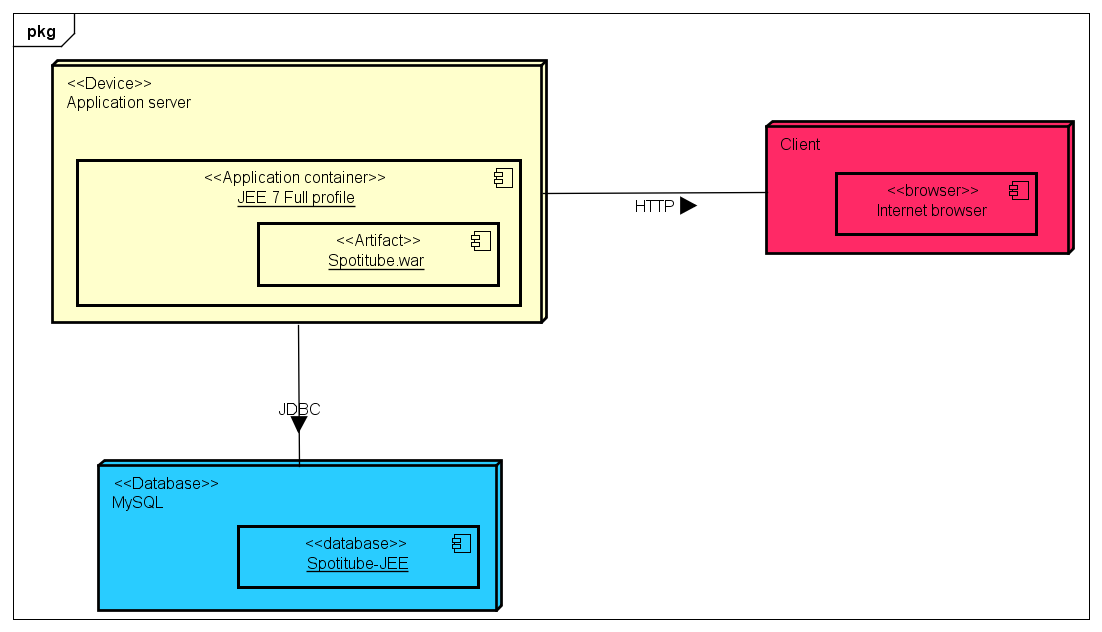 pkg
<<Device>>
Application server
<<Application container>>
JEE 7 Full profile
<<Artifact>>
Spotitube.war
HTTP
Client
<<browser>>
Internet browser
JDBC
<<Database>>
MySQL
<<database>>
Spotitube-JEE